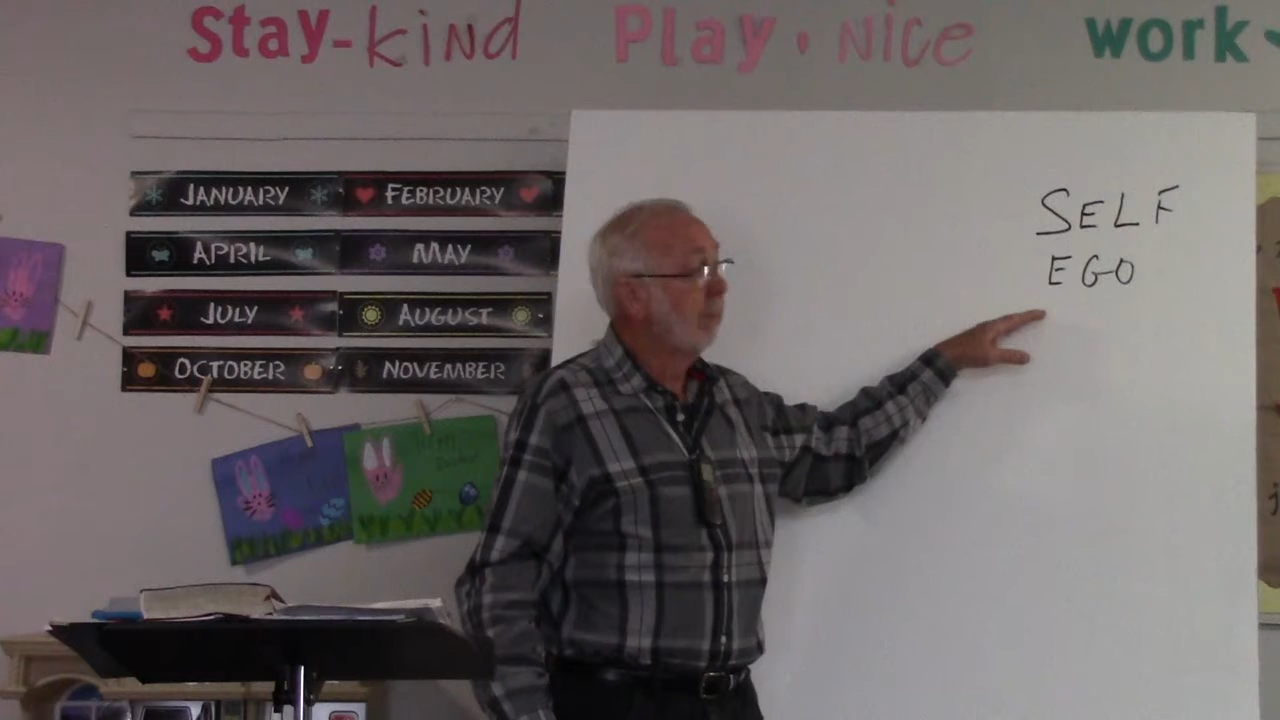 Stay-kind Play·nice work
JANUARY FEBRUARY
APRIL MAY
JULY AUGUST
OCTOBER NOVEMBER
SELF
EGO